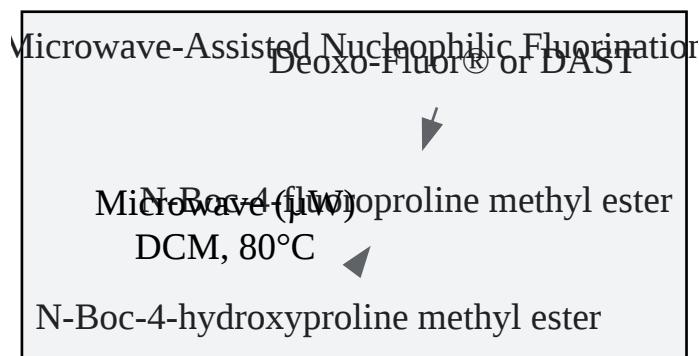 Microwave-Assisted Nucleophilic Fluorination
Deoxo-Fluor® or DAST
N-Boc-4-fluoroproline methyl ester
Microwave (µW)
DCM, 80°C
N-Boc-4-hydroxyproline methyl ester